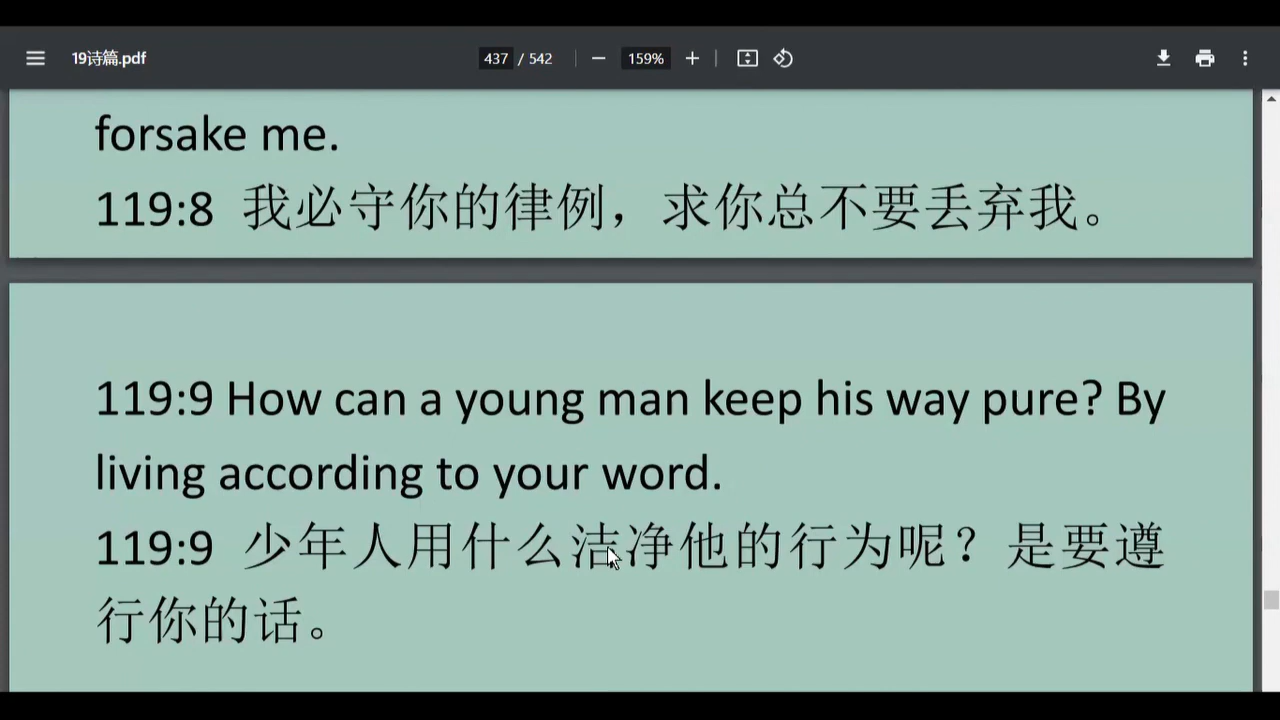 19诗篇.pdf
437 / 542
159%
forsake me.
119:8 我必守你的律例，求你总不要丢弃我。
119:9 How can a young man keep his way pure? By
living according to your word.
119:9 少年人用什么洁净他的行为呢？是要遵
行你的话。